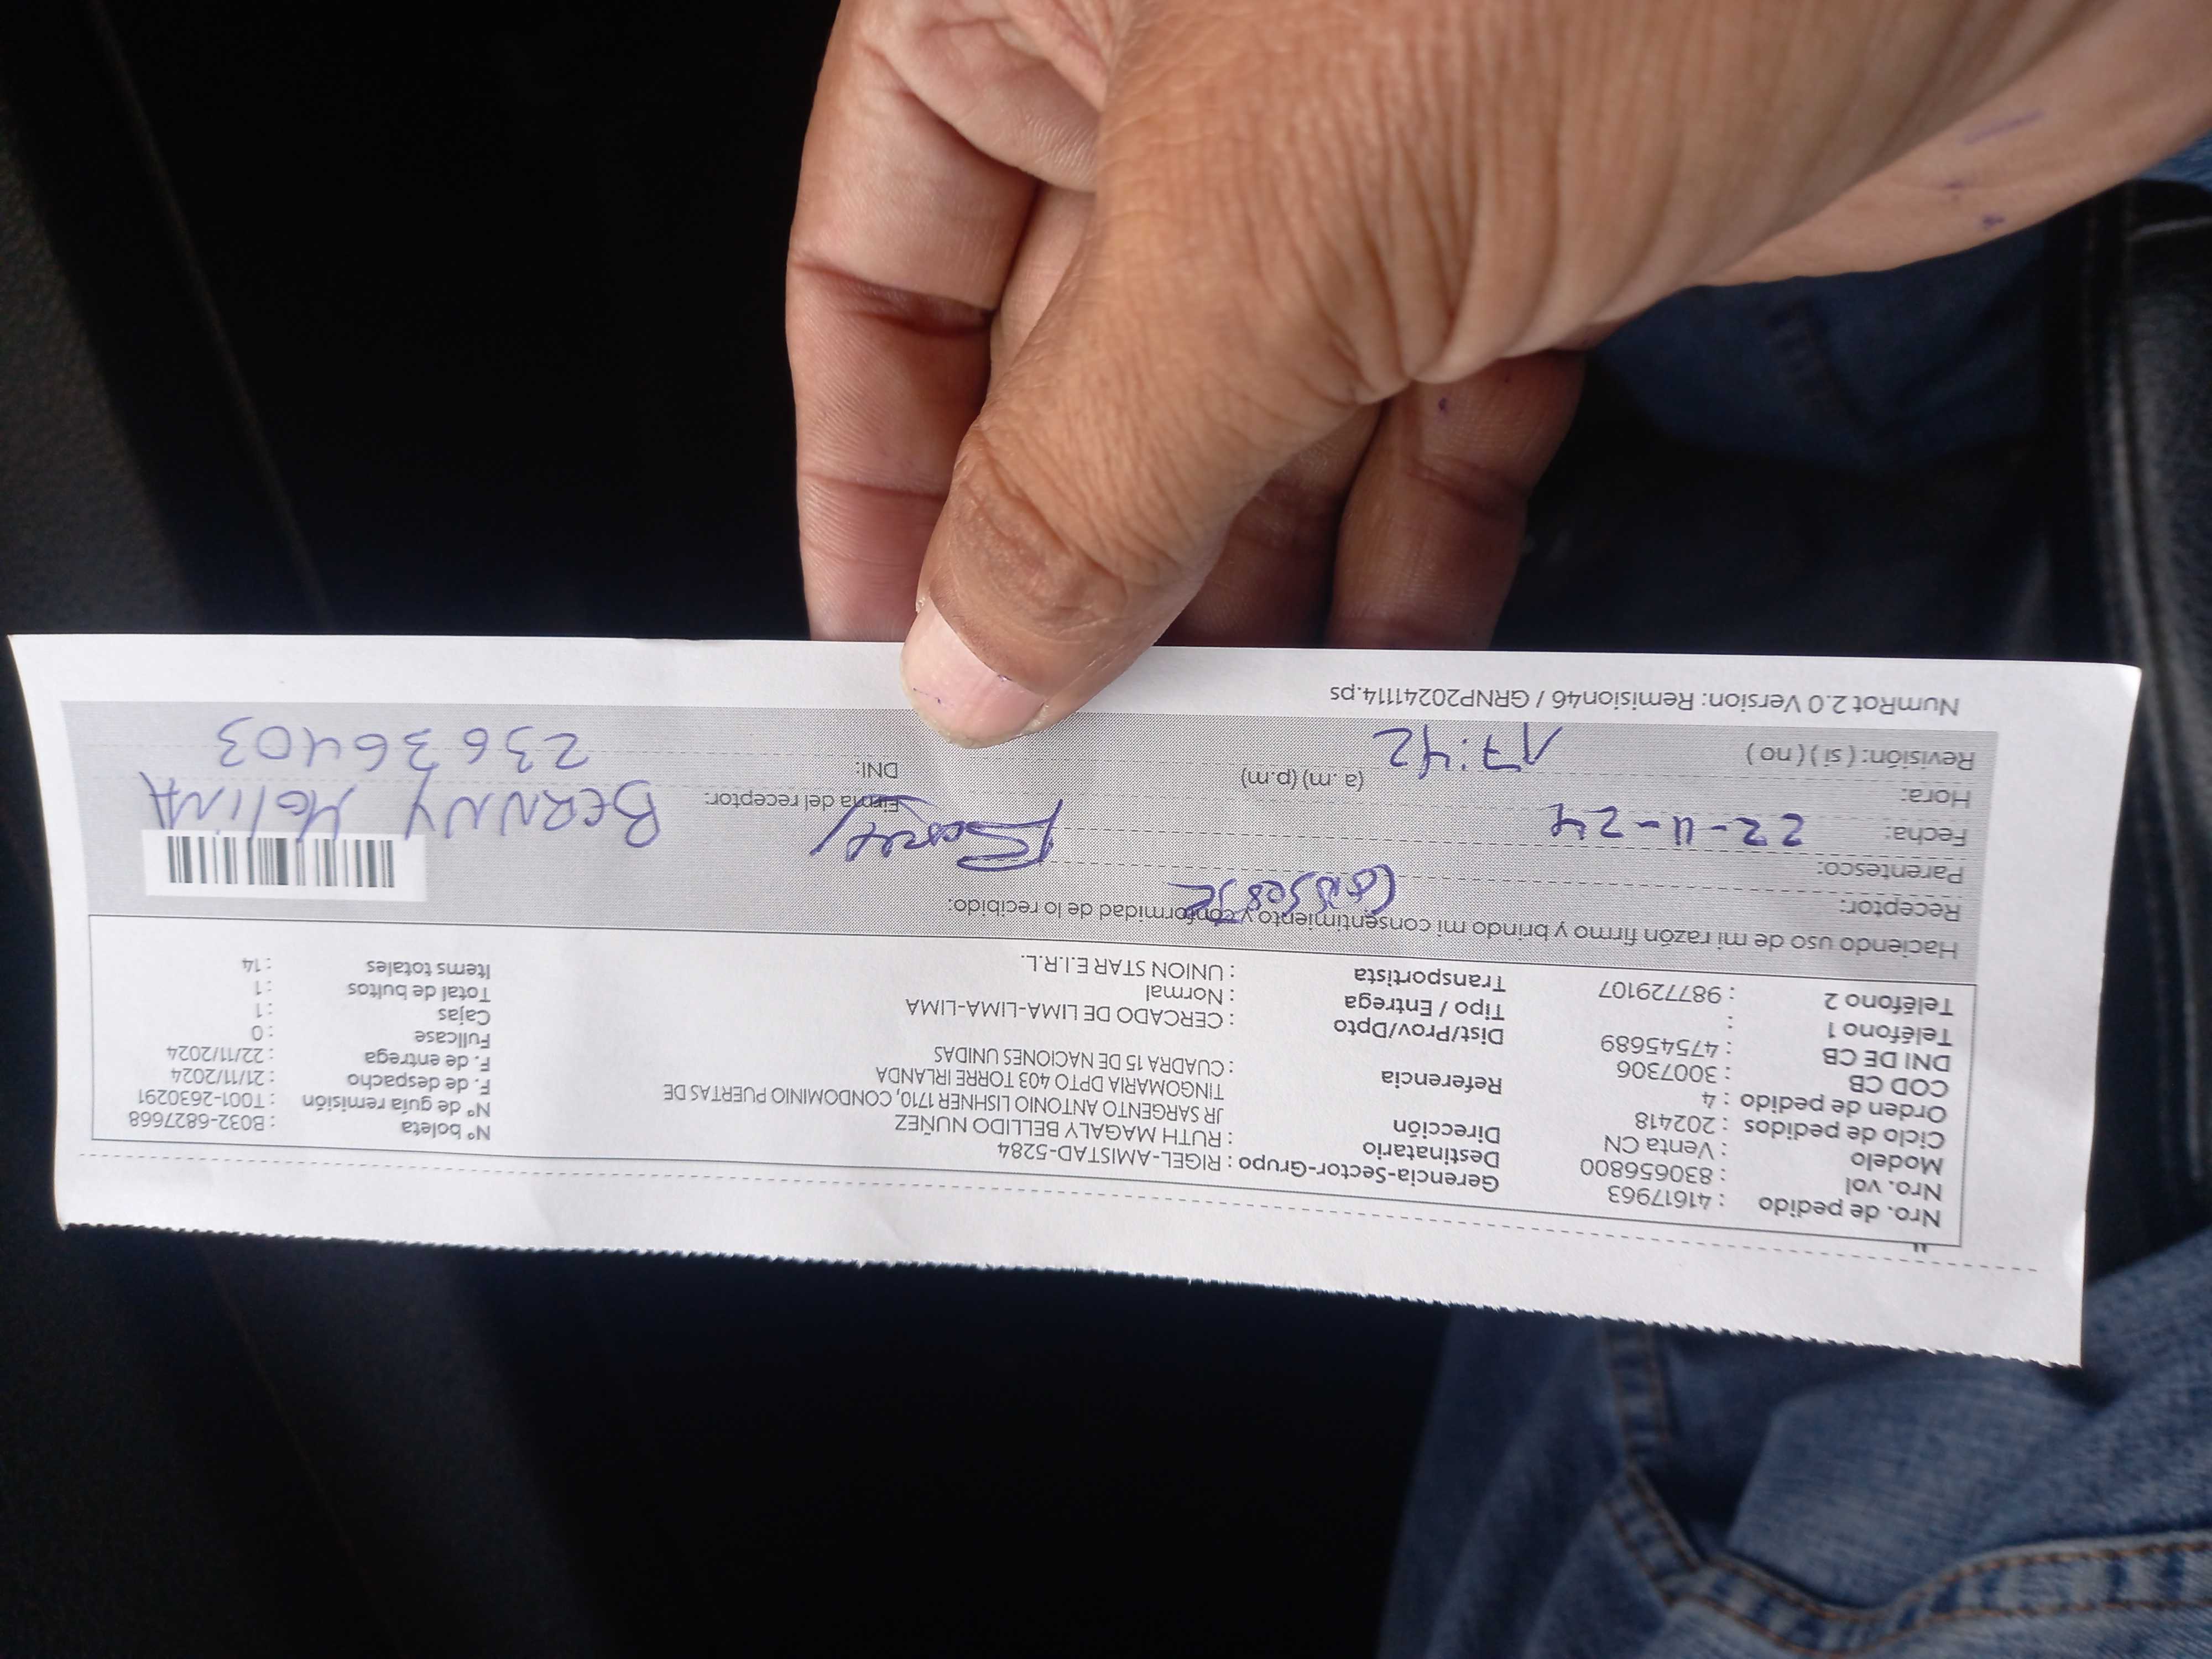 Nro. de pedido : 41617963
Nro. vol : 830656800
Modelo : Venta CN
Ciclo de pedidos : 202418
Orden de pedido : 4
COD CB : 3007306
DNI DE CB : 47545689
Teléfono 1 :
Teléfono 2 : 987729107
Gerencia-Sector-Grupo : RIGEL-AMISTAD-5284
Destinatario : RUTH MAGALY BELLIDO NUÑEZ
Dirección JR SARGENTO ANTONIO LISHNER 1710, CONDOMINIO PUERTAS DE
TINGOMARIA DPTO 403 TORRE IRLANDA
Referencia : CUADRA 15 DE NACIONES UNIDAS
Dist/Prov/Dpto : CERCADO DE LIMA-LIMA-LIMA
Tipo / Entrega : Normal
Transportista : UNION STAR E.I.R.L.
Nº boleta : B032-6827668
Nº de guía remisión : T001-2630291
F. de despacho : 21/11/2024
F. de entrega : 22/11/2024
Fullcase : 0
Cajas : 1
Total de bultos : 1
Items totales : 14
Haciendo uso de mi razón firmo y brindo mi consentimiento y conformidad de lo recibido:
Receptor:
Parentesco:
Fecha: 22-11-24
Hora: 17:42 (a.m) (p.m)
Revisión: ( si ) ( no )
Firma del receptor: BERNNY MOLINA
DNI: 23636403
NumRot 2.0 Version: Remision46 / GRNP20241114.ps